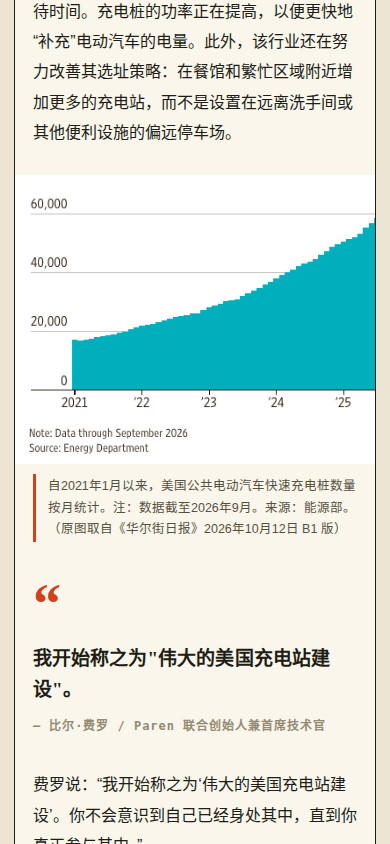 待时间。充电桩的功率正在提高，以便更快地
“补充”电动汽车的电量。此外，该行业还在努
力改善其选址策略：在餐馆和繁忙区域附近增
加更多的充电站，而不是设置在远离洗手间或
其他便利设施的偏远停车场。
60,000
40,000
20,000
0
2021 ’22 ’23 ’24 ’25
Note: Data through September 2026
Source: Energy Department
自2021年1月以来，美国公共电动汽车快速充电桩数量
按月统计。注：数据截至2026年9月。来源：能源部。
（原图取自《华尔街日报》2026年10月12日 B1 版）
“
我开始称之为"伟大的美国充电站建
设"。
— 比尔·费罗 / Paren 联合创始人兼首席技术官
费罗说：“我开始称之为‘伟大的美国充电站建
设’。你不会意识到自己已经身处其中，直到你
真正参与其中。”